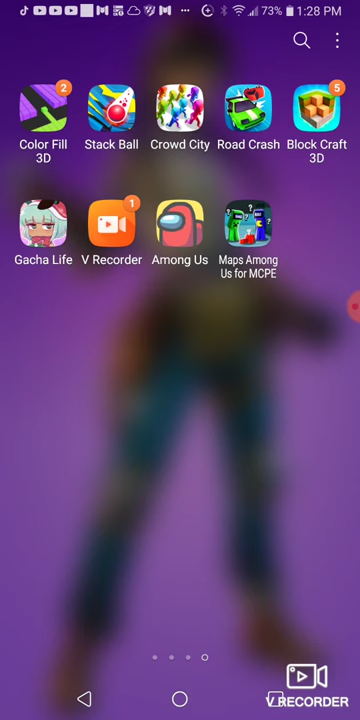 73% 1:28 PM
2
5
Color Fill 3D
Stack Ball
Crowd City
Road Crash
Block Craft 3D
1
Gacha Life
V Recorder
Among Us
Maps Among Us for MCPE
V RECORDER